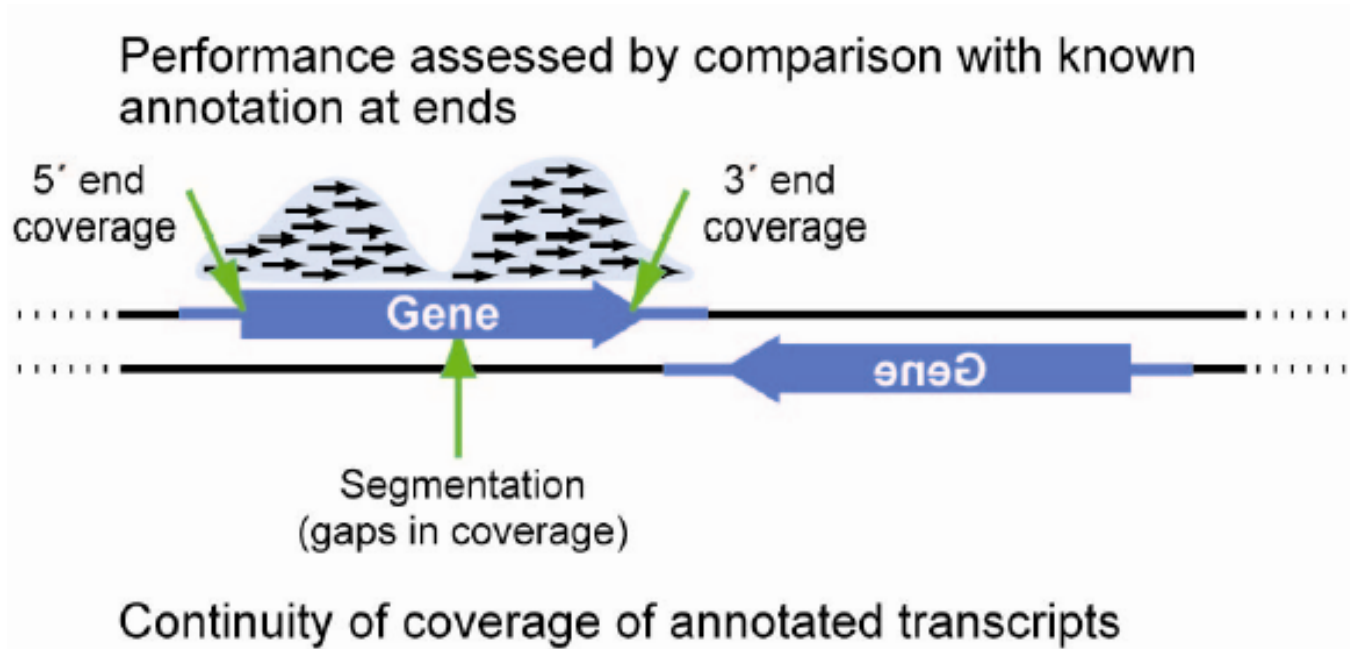 Performance assessed by comparison with known
annotation at ends
5´ end
coverage
3´ end
coverage
Gene
Gene
Segmentation
(gaps in coverage)
Continuity of coverage of annotated transcripts